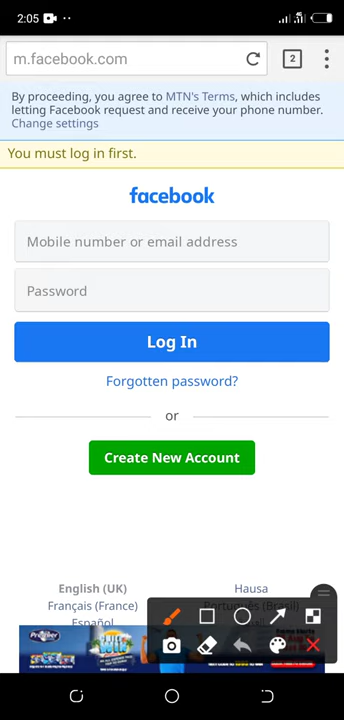 2:05
m.facebook.com
2
By proceeding, you agree to MTN's Terms, which includes
letting Facebook request and receive your phone number.
Change settings
You must log in first.
facebook
Mobile number or email address
Password
Log In
Forgotten password?
or
Create New Account
English (UK)
Hausa
Français (France)
Português (Brasil)
Español